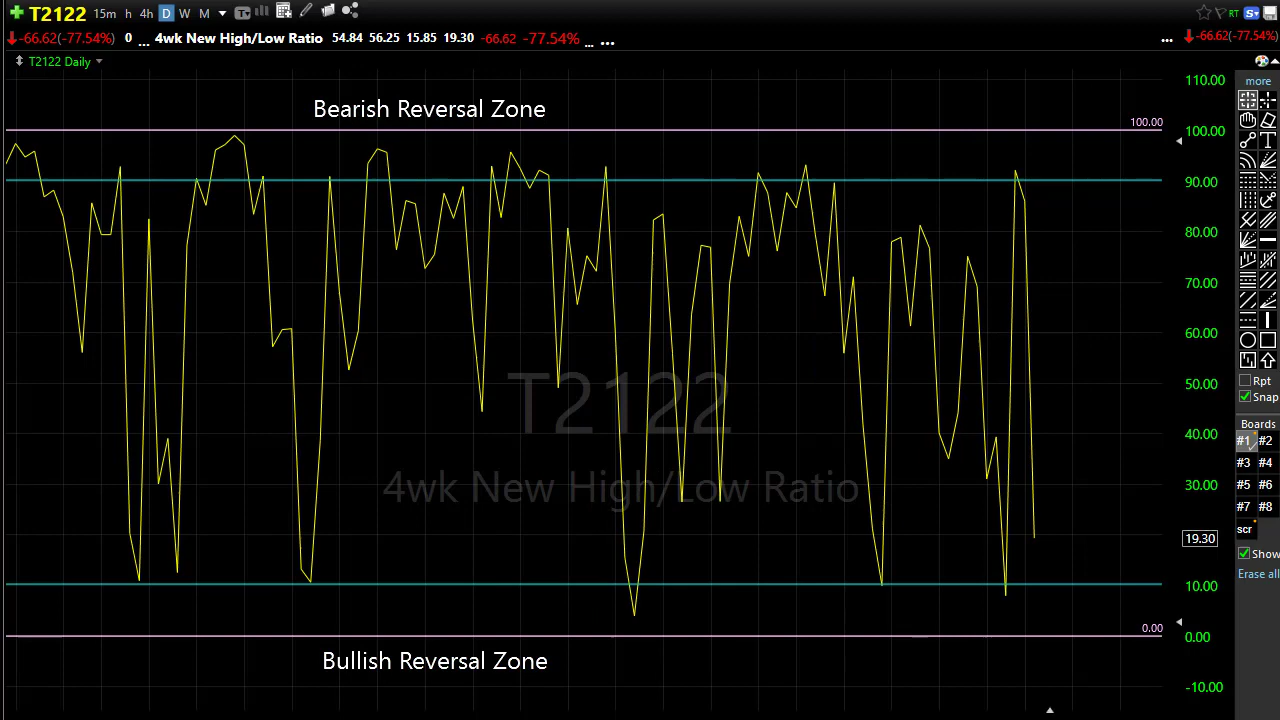 T2122 15m h 4h D W M T RT S
-66.62(-77.54%) 0 ... 4wk New High/Low Ratio 54.84 56.25 15.85 19.30 -66.62 -77.54% ... ... ... -66.62(-77.54%)
T2122 Daily
more
Bearish Reversal Zone
110.00
100.00
100.00
90.00
80.00
70.00
60.00
50.00
40.00
30.00
19.30
10.00
0.00
0.00
-10.00
T2122
4wk New High/Low Ratio
Bullish Reversal Zone
T
Rpt
Snap
Boards
#1 #2
#3 #4
#5 #6
#7 #8
scr
Show
Erase all